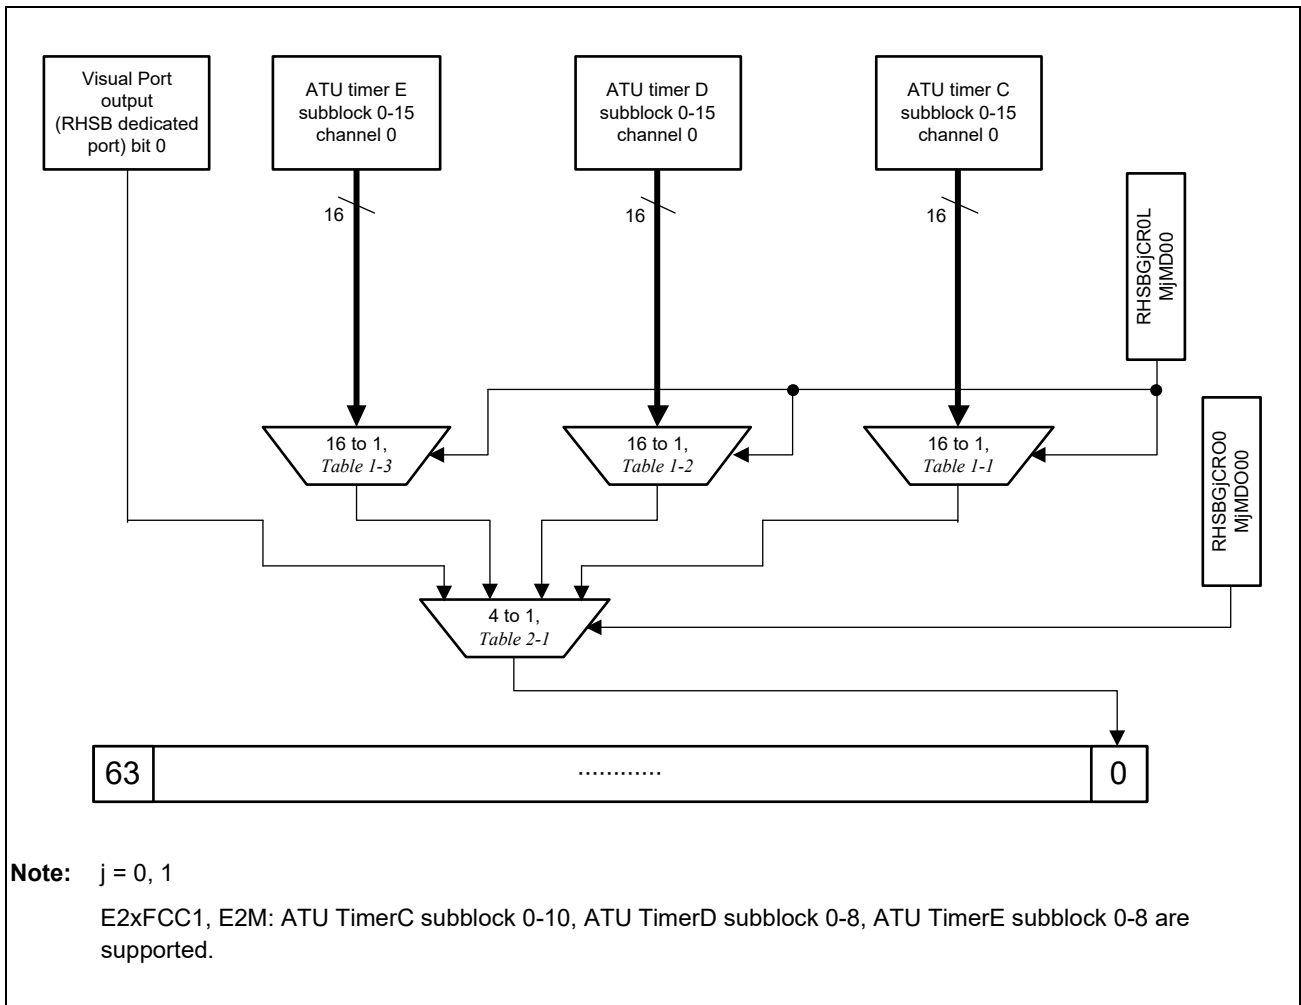 Visual Port
output
(RHSB dedicated
port) bit 0
ATU timer E
subblock 0-15
channel 0
ATU timer D
subblock 0-15
channel 0
ATU timer C
subblock 0-15
channel 0
16
16
16
RHSBGjCR0L
MjMD00
RHSBGjCRO0
MjMDO00
16 to 1,
Table 1-3
16 to 1,
Table 1-2
16 to 1,
Table 1-1
4 to 1,
Table 2-1
63
............
0
Note: j = 0, 1
E2xFCC1, E2M: ATU TimerC subblock 0-10, ATU TimerD subblock 0-8, ATU TimerE subblock 0-8 are
supported.